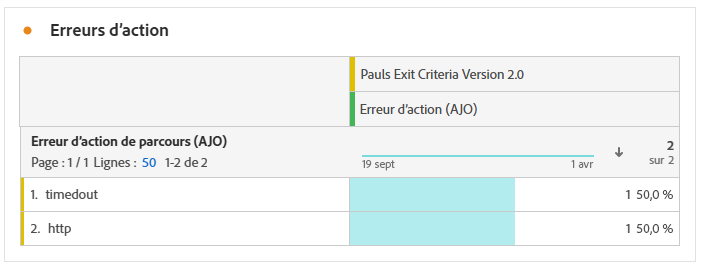 Erreurs d’action
Pauls Exit Criteria Version 2.0
Erreur d’action (AJO)
Erreur d’action de parcours (AJO)
Page : 1 / 1 Lignes : 50 1-2 de 2
19 sept
1 avr
2
sur 2
1. timedout 1 50,0 %
2. http 1 50,0 %